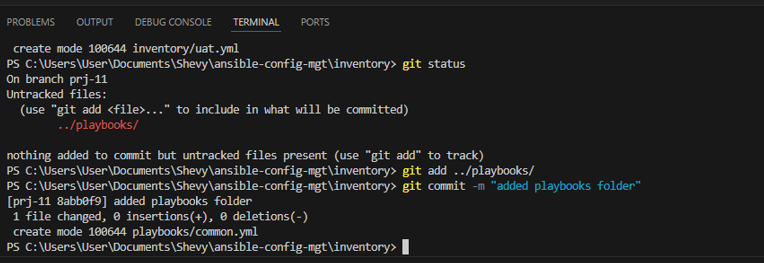 PROBLEMS OUTPUT DEBUG CONSOLE TERMINAL PORTS
create mode 100644 inventory/uat.yml
PS C:\Users\User\Documents\Shevy\ansible-config-mgt\inventory> git status
On branch prj-11
Untracked files:
(use "git add <file>..." to include in what will be committed)
../playbooks/
nothing added to commit but untracked files present (use "git add" to track)
PS C:\Users\User\Documents\Shevy\ansible-config-mgt\inventory> git add ../playbooks/
PS C:\Users\User\Documents\Shevy\ansible-config-mgt\inventory> git commit -m "added playbooks folder"
[prj-11 8abb0f9] added playbooks folder
1 file changed, 0 insertions(+), 0 deletions(-)
create mode 100644 playbooks/common.yml
PS C:\Users\User\Documents\Shevy\ansible-config-mgt\inventory>